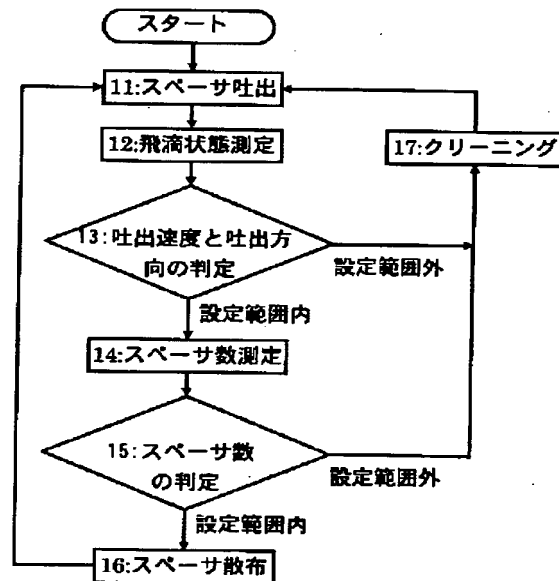 スタート
11:スペーサ吐出
12:飛滴状態測定
17:クリーニング
13:吐出速度と吐出方
向の判定
設定範囲外
設定範囲内
14:スペーサ数測定
15:スペーサ数
の判定
設定範囲外
設定範囲内
16:スペーサ散布